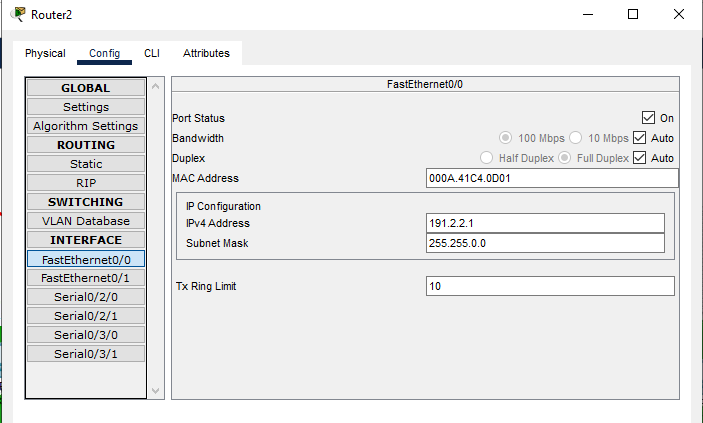 Router2
Physical Config CLI Attributes
GLOBAL
Settings
Algorithm Settings
ROUTING
Static
RIP
SWITCHING
VLAN Database
INTERFACE
FastEthernet0/0
FastEthernet0/1
Serial0/2/0
Serial0/2/1
Serial0/3/0
Serial0/3/1
FastEthernet0/0
Port Status On
Bandwidth 100 Mbps 10 Mbps Auto
Duplex Half Duplex Full Duplex Auto
MAC Address 000A.41C4.0D01
IP Configuration
IPv4 Address 191.2.2.1
Subnet Mask 255.255.0.0
Tx Ring Limit 10